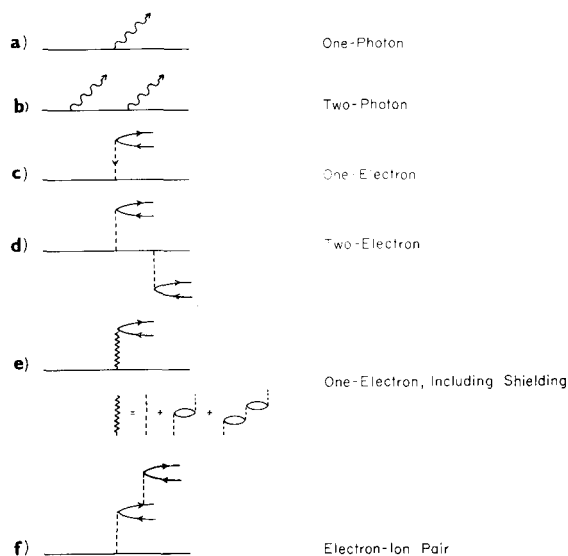 a) One-Photon
b) Two-Photon
c) One-Electron
d) Two-Electron
e) One-Electron, Including Shielding
= + +
f) Electron-Ion Pair